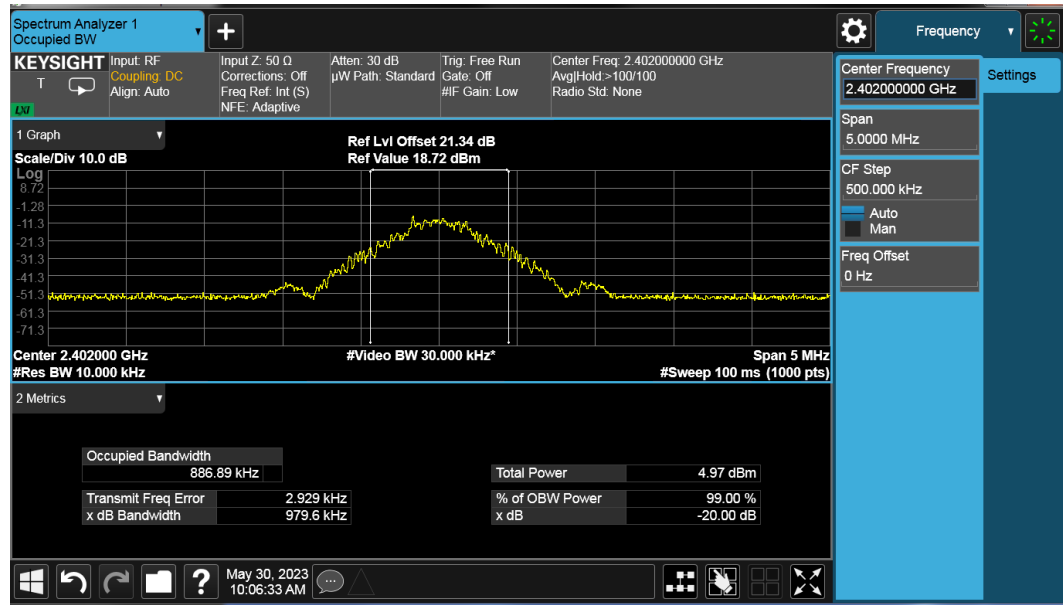 Spectrum Analyzer 1
Occupied BW
+
Frequency
KEYSIGHT
T
LXI
Input: RF
Coupling: DC
Align: Auto
Input Z: 50 Ω
Corrections: Off
Freq Ref: Int (S)
NFE: Adaptive
Atten: 30 dB
µW Path: Standard
Trig: Free Run
Gate: Off
#IF Gain: Low
Center Freq: 2.402000000 GHz
Avg|Hold:>100/100
Radio Std: None
Center Frequency
2.402000000 GHz
Settings
Span
5.0000 MHz
CF Step
500.000 kHz
Auto
Man
Freq Offset
0 Hz
1 Graph
Scale/Div 10.0 dB
Ref Lvl Offset 21.34 dB
Ref Value 18.72 dBm
Log
8.72
-1.28
-11.3
-21.3
-31.3
-41.3
-51.3
-61.3
-71.3
Center 2.402000 GHz
#Res BW 10.000 kHz
#Video BW 30.000 kHz*
Span 5 MHz
#Sweep 100 ms (1000 pts)
2 Metrics
Occupied Bandwidth
886.89 kHz
Total Power 4.97 dBm
Transmit Freq Error 2.929 kHz
% of OBW Power 99.00 %
x dB Bandwidth 979.6 kHz
x dB -20.00 dB
?
May 30, 2023
10:06:33 AM